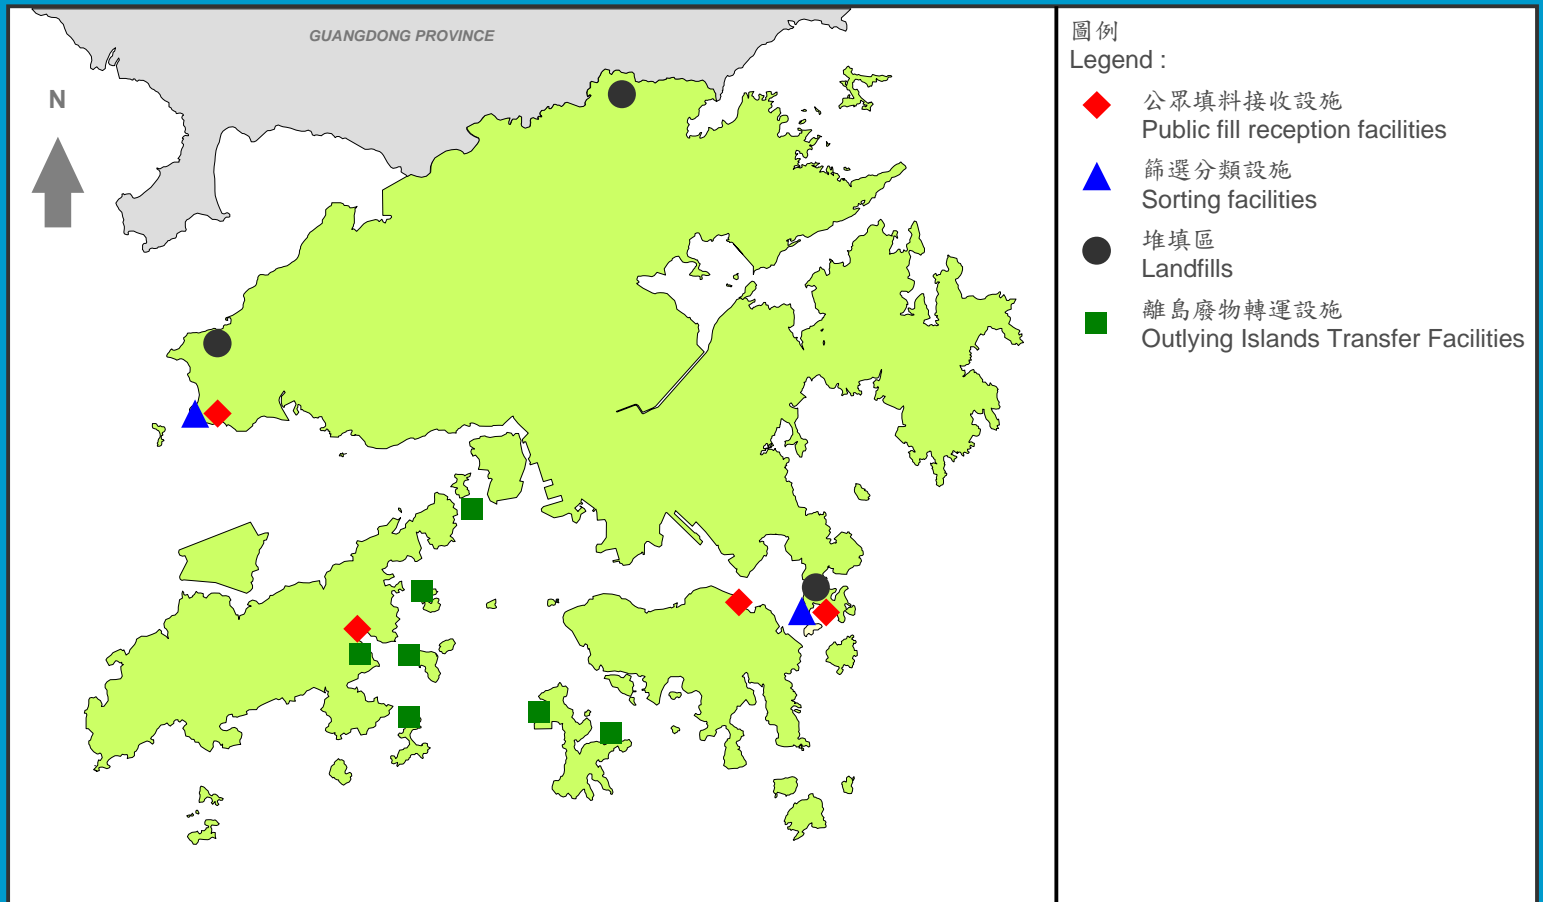 GUANGDONG PROVINCE
N
圖例
Legend :
公眾填料接收設施
Public fill reception facilities
篩選分類設施
Sorting facilities
堆填區
Landfills
離島廢物轉運設施
Outlying Islands Transfer Facilities